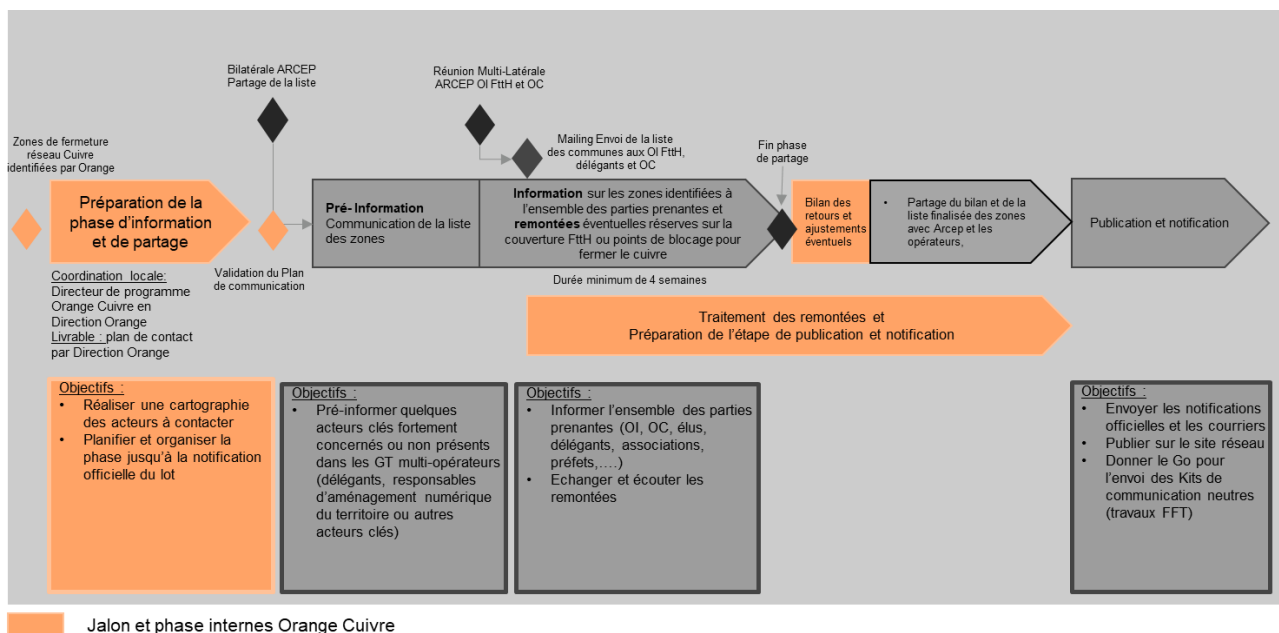 Bilatérale ARCEP
Partage de la liste
Réunion Multi-Latérale
ARCEP OI FttH et OC
Zones de fermeture
réseau Cuivre
identifiées par Orange
Mailing Envoi de la liste
des communes aux OI FttH,
délégants et OC
Fin phase
de partage
Préparation de la
phase d'information
et de partage
Pré- Information
Communication de la liste
des zones
Information sur les zones identifiées à
l'ensemble des parties prenantes et
remontées éventuelles réserves sur la
couverture FttH ou points de blocage pour
fermer le cuivre
Bilan des
retours et
ajustements
éventuels
• Partage du bilan et de la
liste finalisée des zones
avec Arcep et les
opérateurs,
Publication et notification
Coordination locale:
Directeur de programme
Orange Cuivre en
Direction Orange
Livrable : plan de contact
par Direction Orange
Validation du Plan
de communication
Durée minimum de 4 semaines
Traitement des remontées et
Préparation de l'étape de publication et notification
Objectifs :
• Réaliser une cartographie
des acteurs à contacter
• Planifier et organiser la
phase jusqu'à la notification
officielle du lot
Objectifs :
• Pré-informer quelques
acteurs clés fortement
concernés ou non présents
dans les GT multi-opérateurs
(délégants, responsables
d'aménagement numérique
du territoire ou autres
acteurs clés)
Objectifs :
• Informer l'ensemble des parties
prenantes (OI, OC, élus,
délégants, associations,
préfets,....)
• Echanger et écouter les
remontées
Objectifs :
• Envoyer les notifications
officielles et les courriers
• Publier sur le site réseau
• Donner le Go pour
l'envoi des Kits de
communication neutres
(travaux FFT)
Jalon et phase internes Orange Cuivre